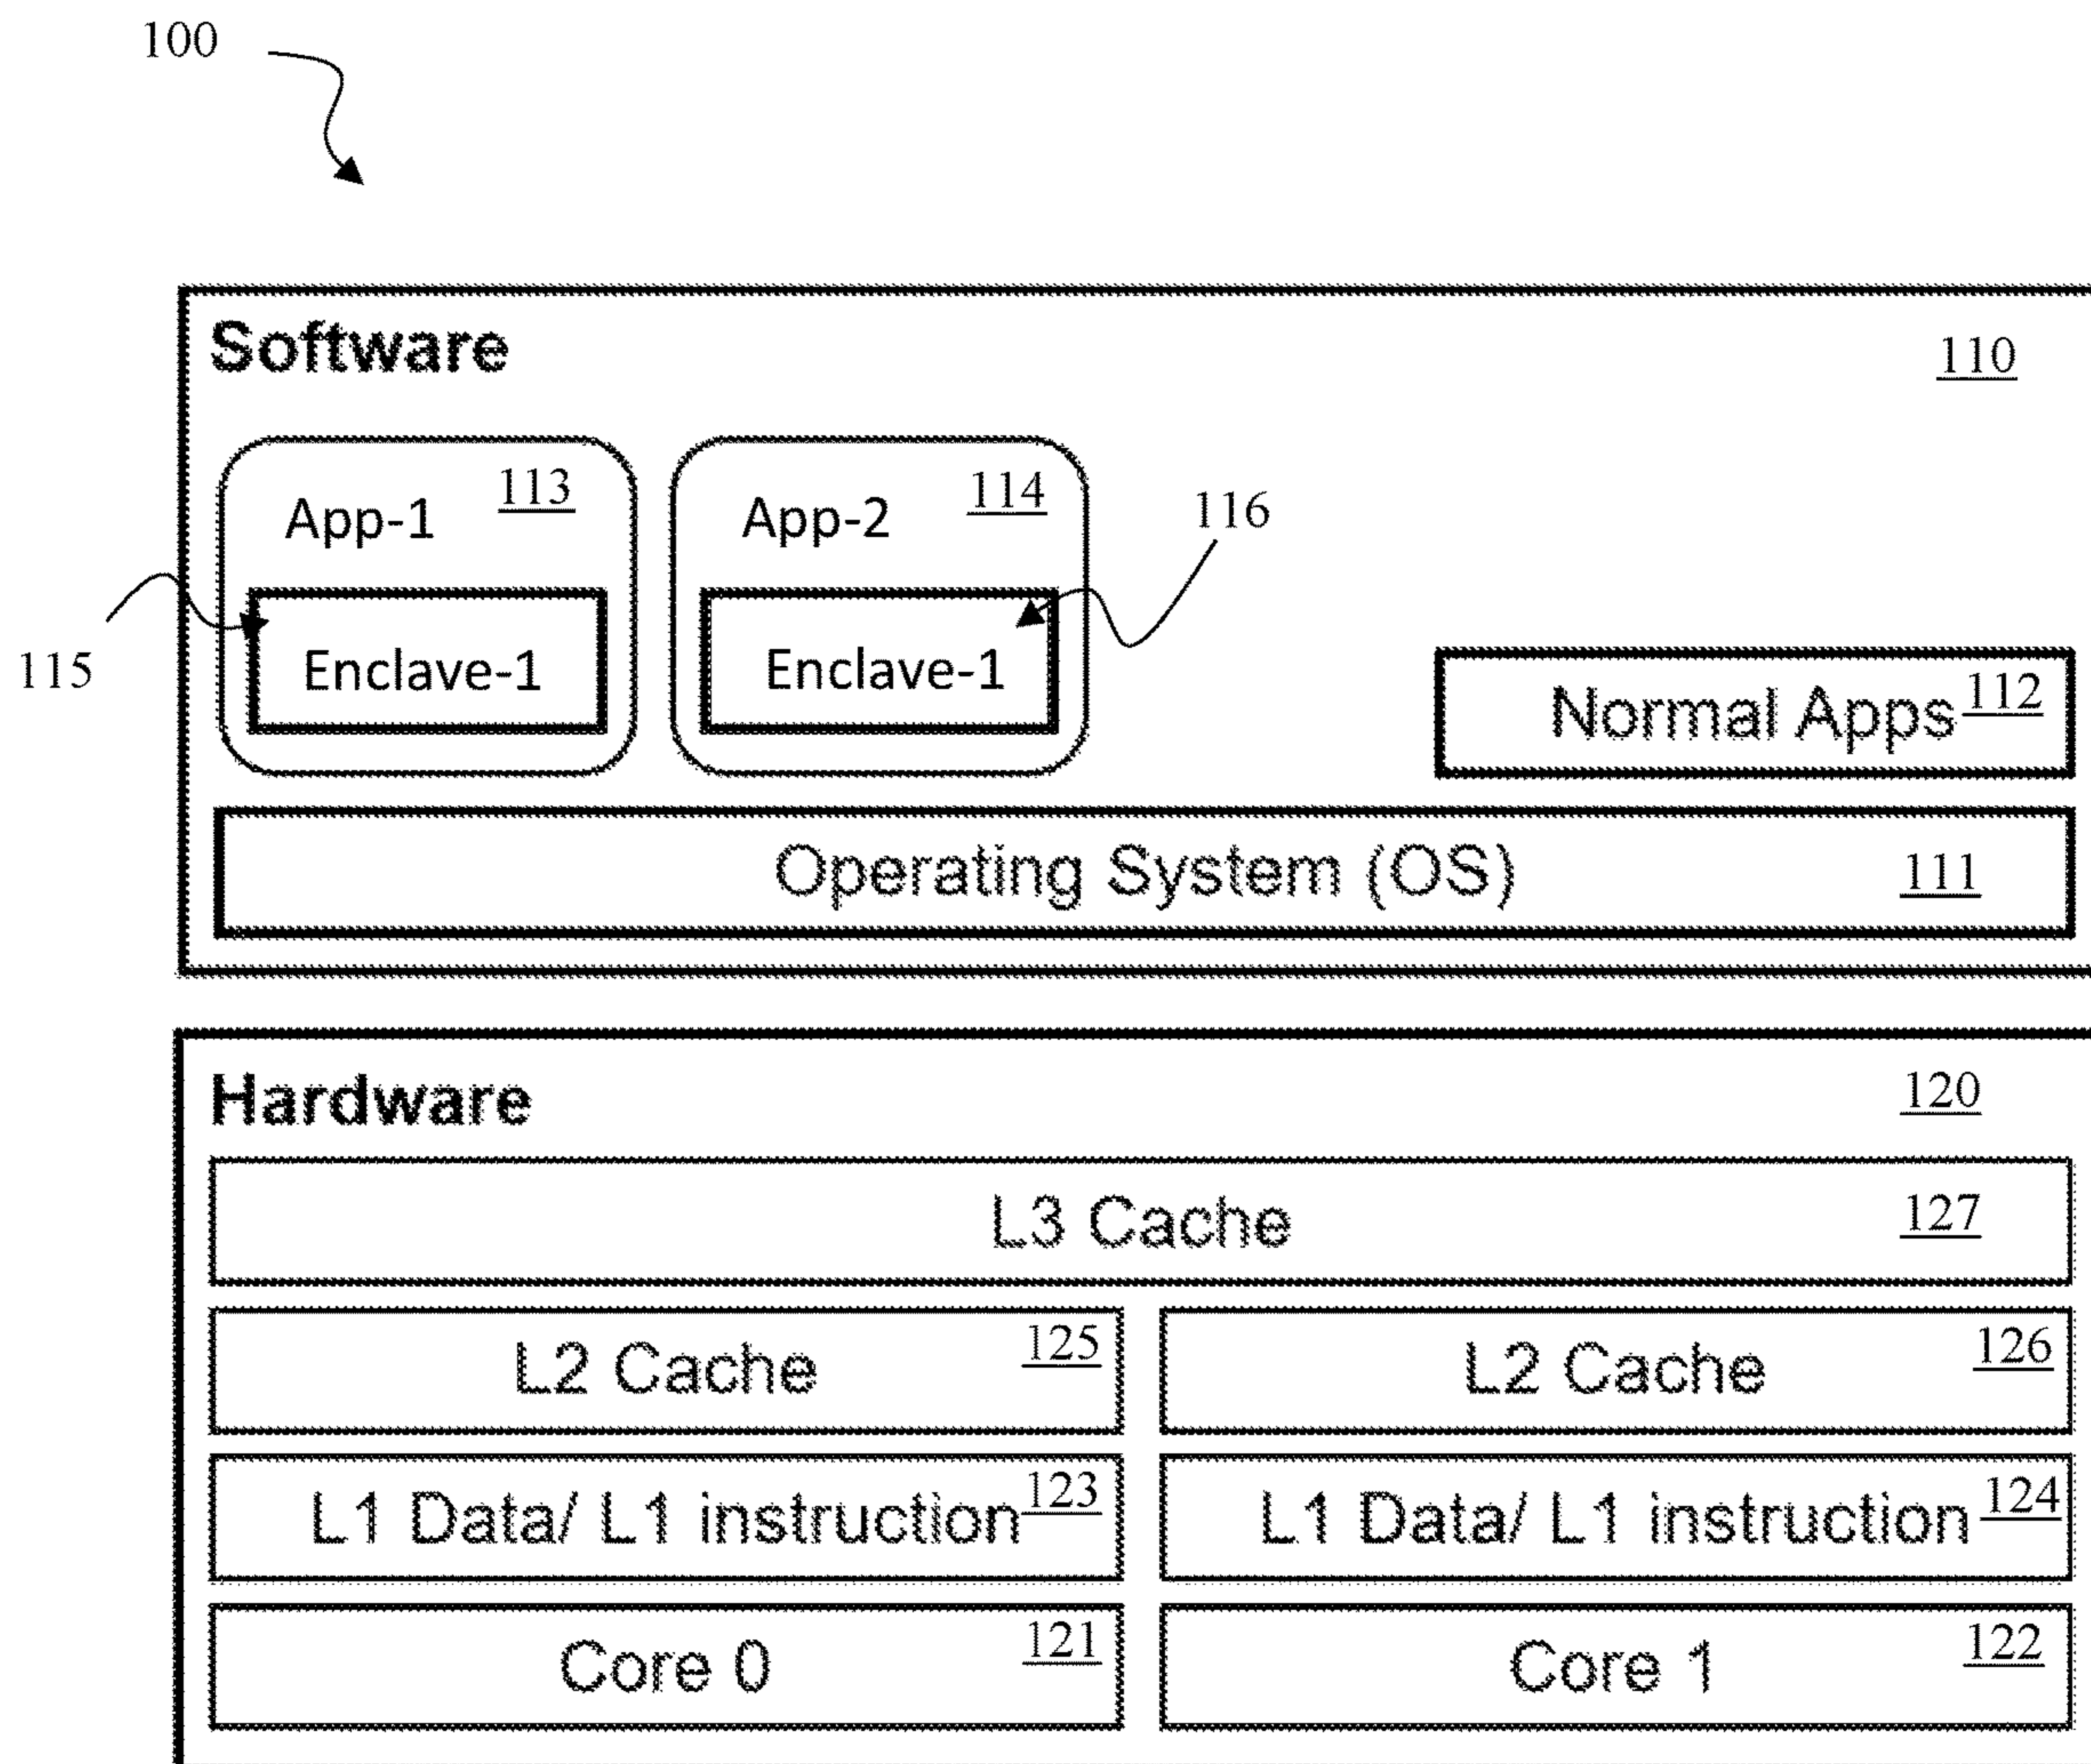 100
Software 110
App-1 113
App-2 114
116
115
Enclave-1
Enclave-1
Normal Apps 112
Operating System (OS) 111
Hardware 120
L3 Cache 127
L2 Cache 125
L2 Cache 126
L1 Data/ L1 instruction 123
L1 Data/ L1 instruction 124
Core 0 121
Core 1 122